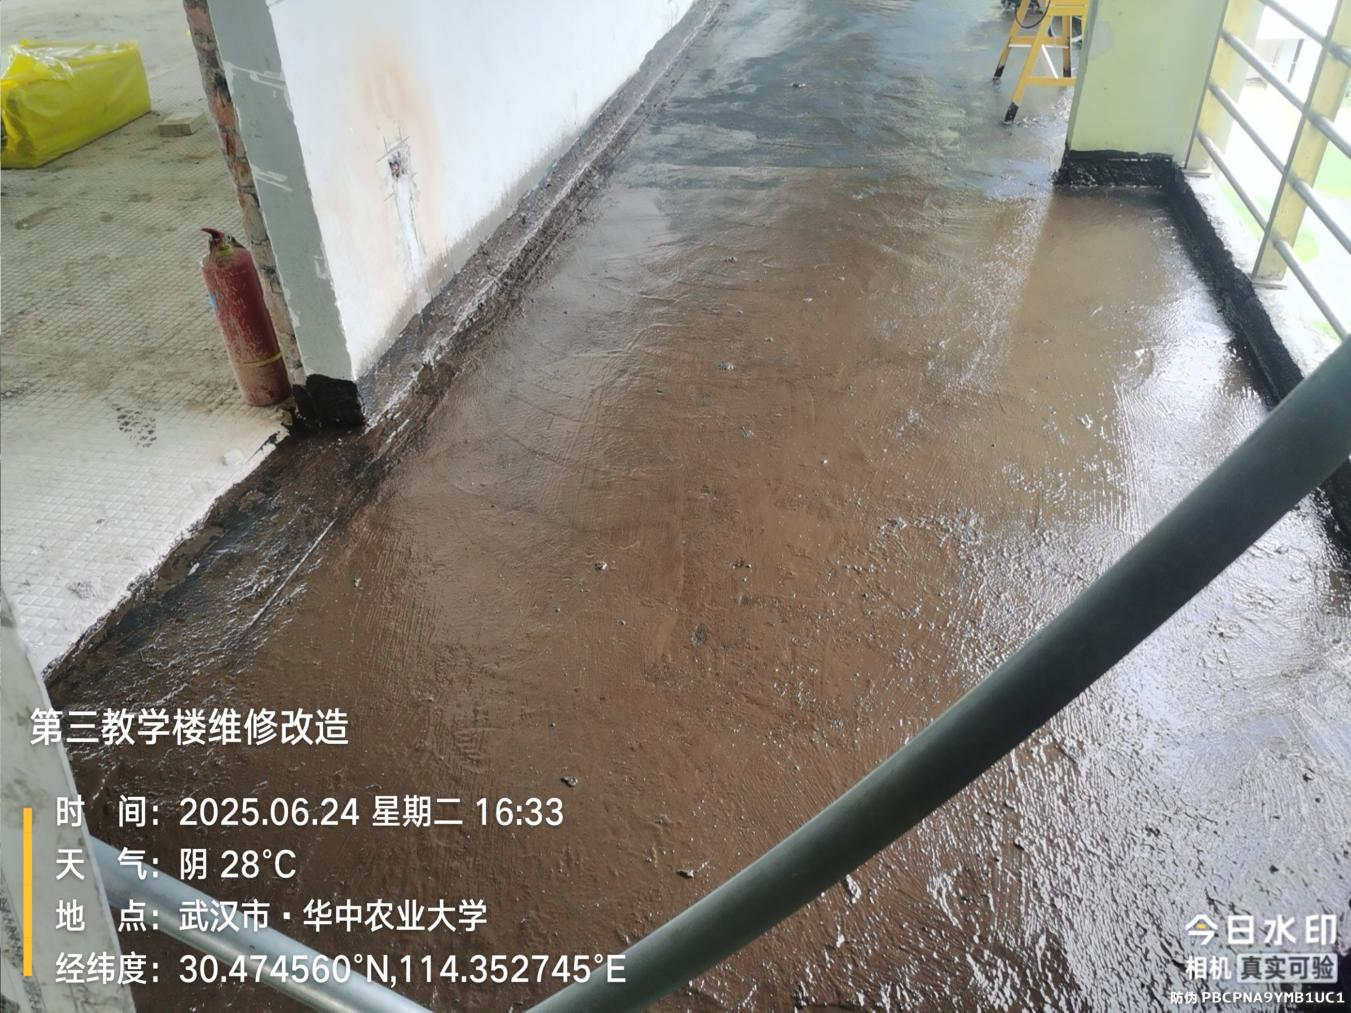 第三教学楼维修改造
时 间：2025.06.24 星期二 16:33
天 气：阴 28°C
地 点：武汉市·华中农业大学
经纬度：30.474560°N,114.352745°E
今日水印
相机 真实可验
防伪 PBCPNA9YMB1UC1